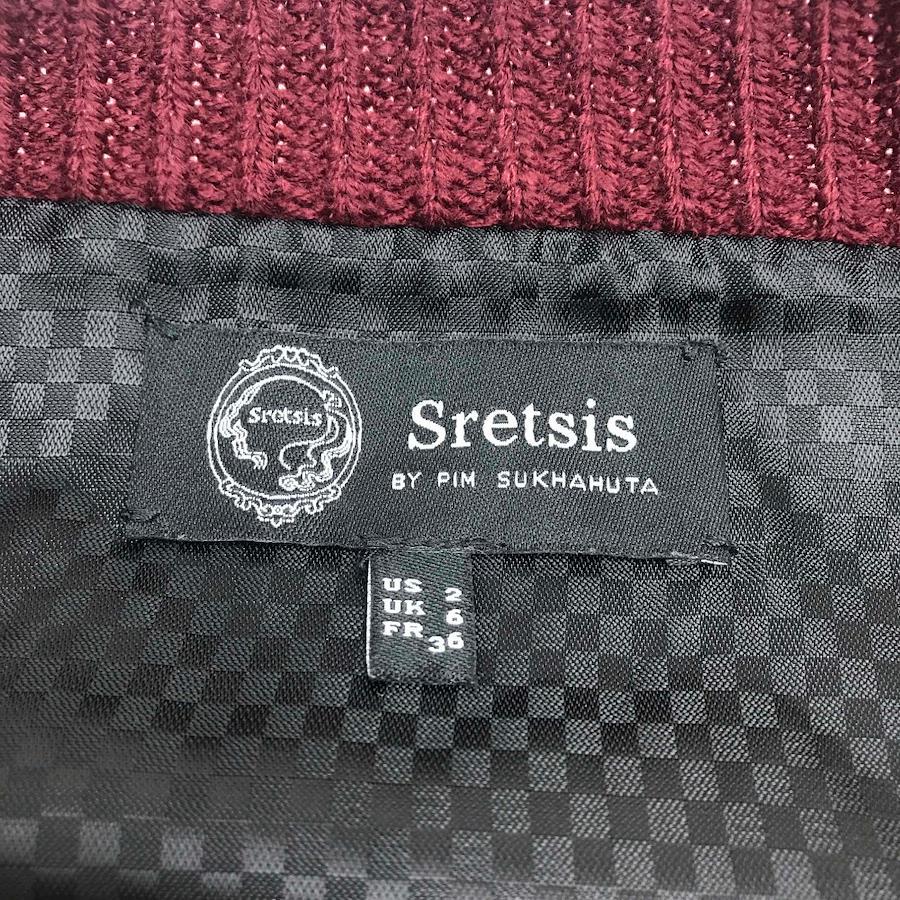 Sretsis
Sretsis
BY PIM SUKHAHUTA
US 2
UK 6
FR 36